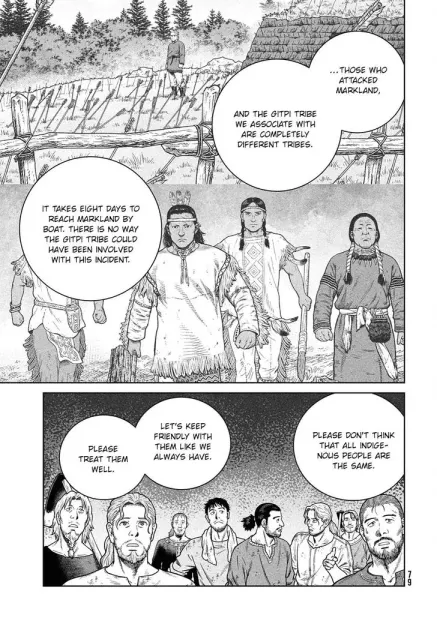 ...THOSE WHO
ATTACKED
MARKLAND,
AND THE GITPI TRIBE
WE ASSOCIATE WITH
ARE COMPLETELY
DIFFERENT TRIBES.
IT TAKES EIGHT DAYS TO
REACH MARKLAND BY
BOAT. THERE IS NO WAY
THE GITPI TRIBE COULD
HAVE BEEN INVOLVED
WITH THIS INCIDENT.
PLEASE DON'T THINK
THAT ALL INDIGE-
NOUS PEOPLE ARE
THE SAME.
LET'S KEEP
FRIENDLY WITH
THEM LIKE WE
ALWAYS HAVE.
PLEASE
TREAT THEM
WELL.
79